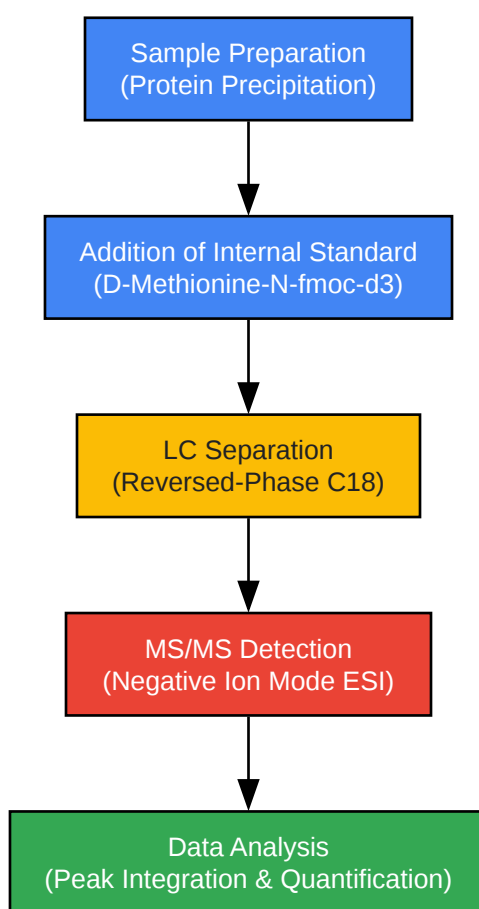 Sample Preparation
(Protein Precipitation)
Addition of Internal Standard
(D-Methionine-N-fmoc-d3)
LC Separation
(Reversed-Phase C18)
MS/MS Detection
(Negative Ion Mode ESI)
Data Analysis
(Peak Integration & Quantification)